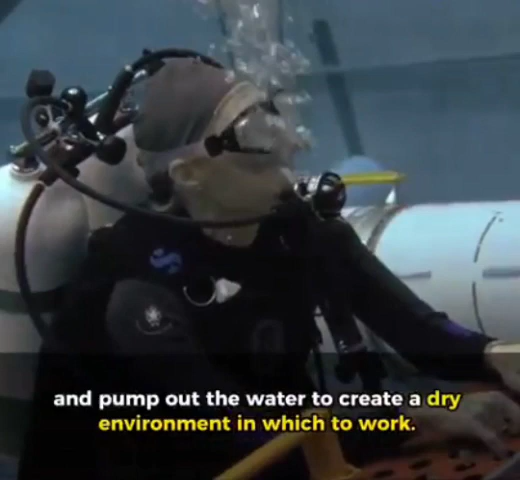 and pump out the water to create a dry
environment in which to work.